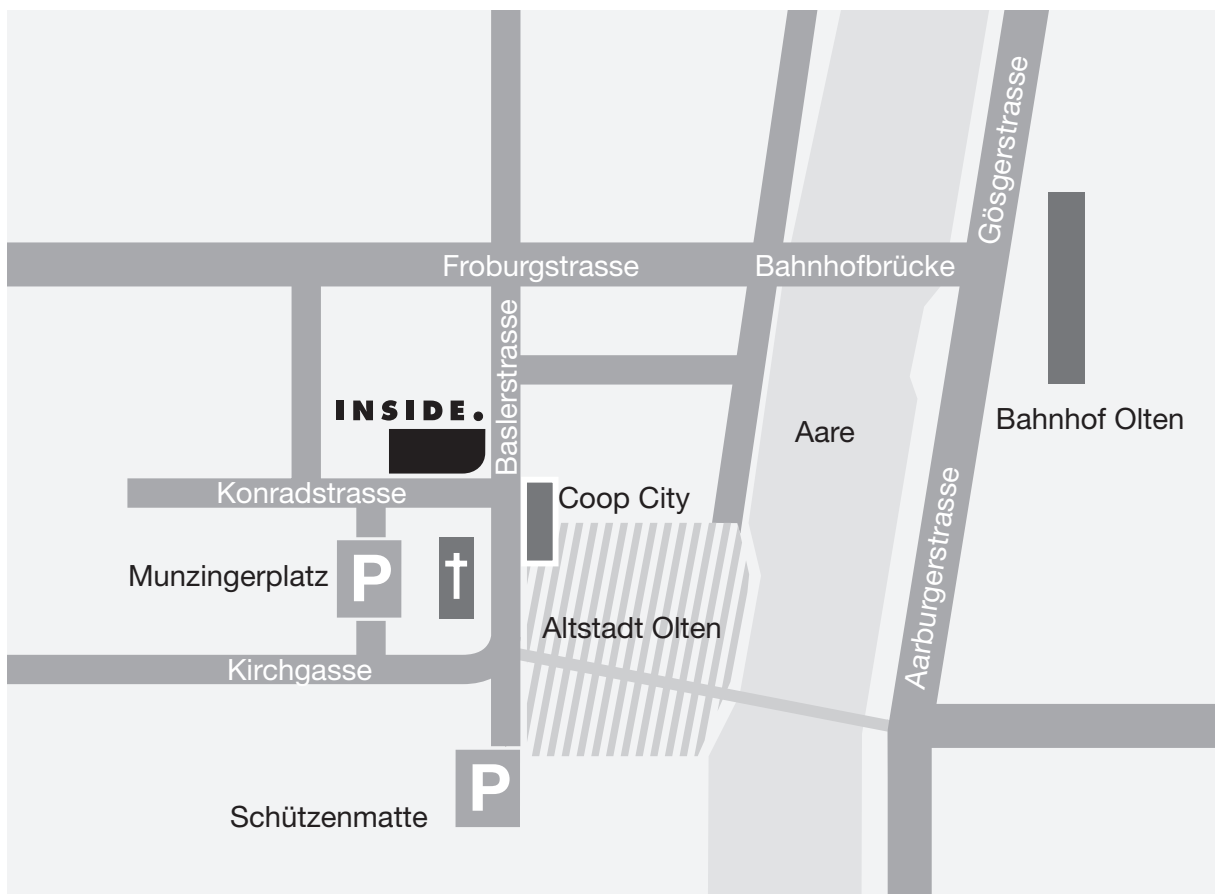 Gösgerstrasse
Froburgstrasse
Bahnhofbrücke
Baslerstrasse
INSIDE.
Aare
Bahnhof Olten
Konradstrasse
Coop City
Munzingerplatz
P
Altstadt Olten
Aarburgerstrasse
Kirchgasse
P
Schützenmatte